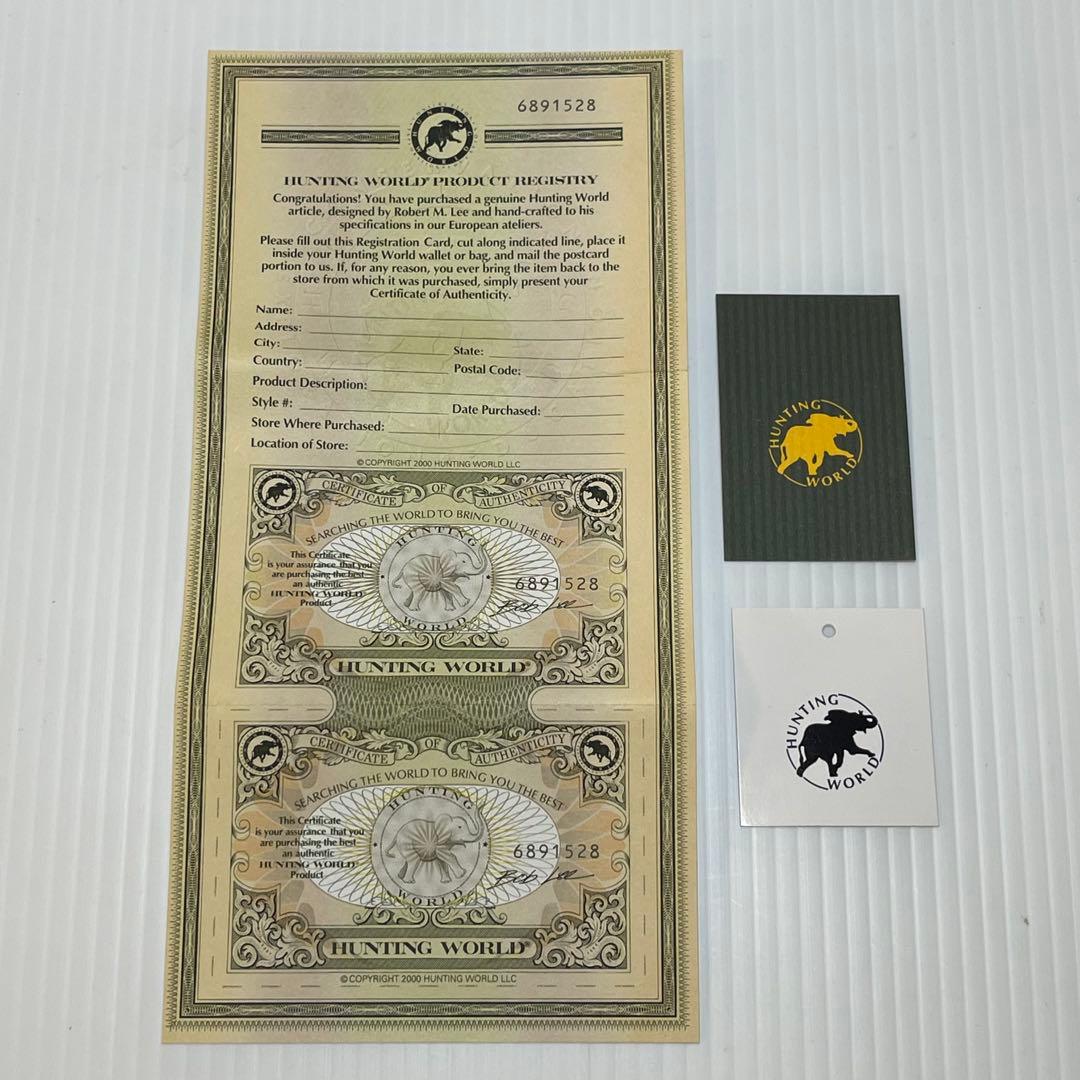 6891528
HUNTING WORLD
HUNTING WORLD® PRODUCT REGISTRY
Congratulations! You have purchased a genuine Hunting World
article, designed by Robert M. Lee and hand-crafted to his
specifications in our European ateliers.
Please fill out this Registration Card, cut along indicated line, place it
inside your Hunting World wallet or bag, and mail the postcard
portion to us. If, for any reason, you ever bring the item back to the
store from which it was purchased, simply present your
Certificate of Authenticity.
Name:
Address:
City:
State:
Country:
Postal Code:
Product Description:
Style #:
Date Purchased:
Store Where Purchased:
Location of Store:
© COPYRIGHT 2000 HUNTING WORLD LLC
CERTIFICATE OF AUTHENTICITY
SEARCHING THE WORLD TO BRING YOU THE BEST
HUNTING
This Certificate
is your assurance that you
are purchasing the best
an authentic
HUNTING WORLD
Product
6891528
Bob Lee
WORLD
HUNTING WORLD®
CERTIFICATE OF AUTHENTICITY
SEARCHING THE WORLD TO BRING YOU THE BEST
HUNTING
This Certificate
is your assurance that you
are purchasing the best
an authentic
HUNTING WORLD
Product
6891528
Bob Lee
WORLD
HUNTING WORLD®
© COPYRIGHT 2000 HUNTING WORLD LLC
HUNTING
WORLD
HUNTING
WORLD